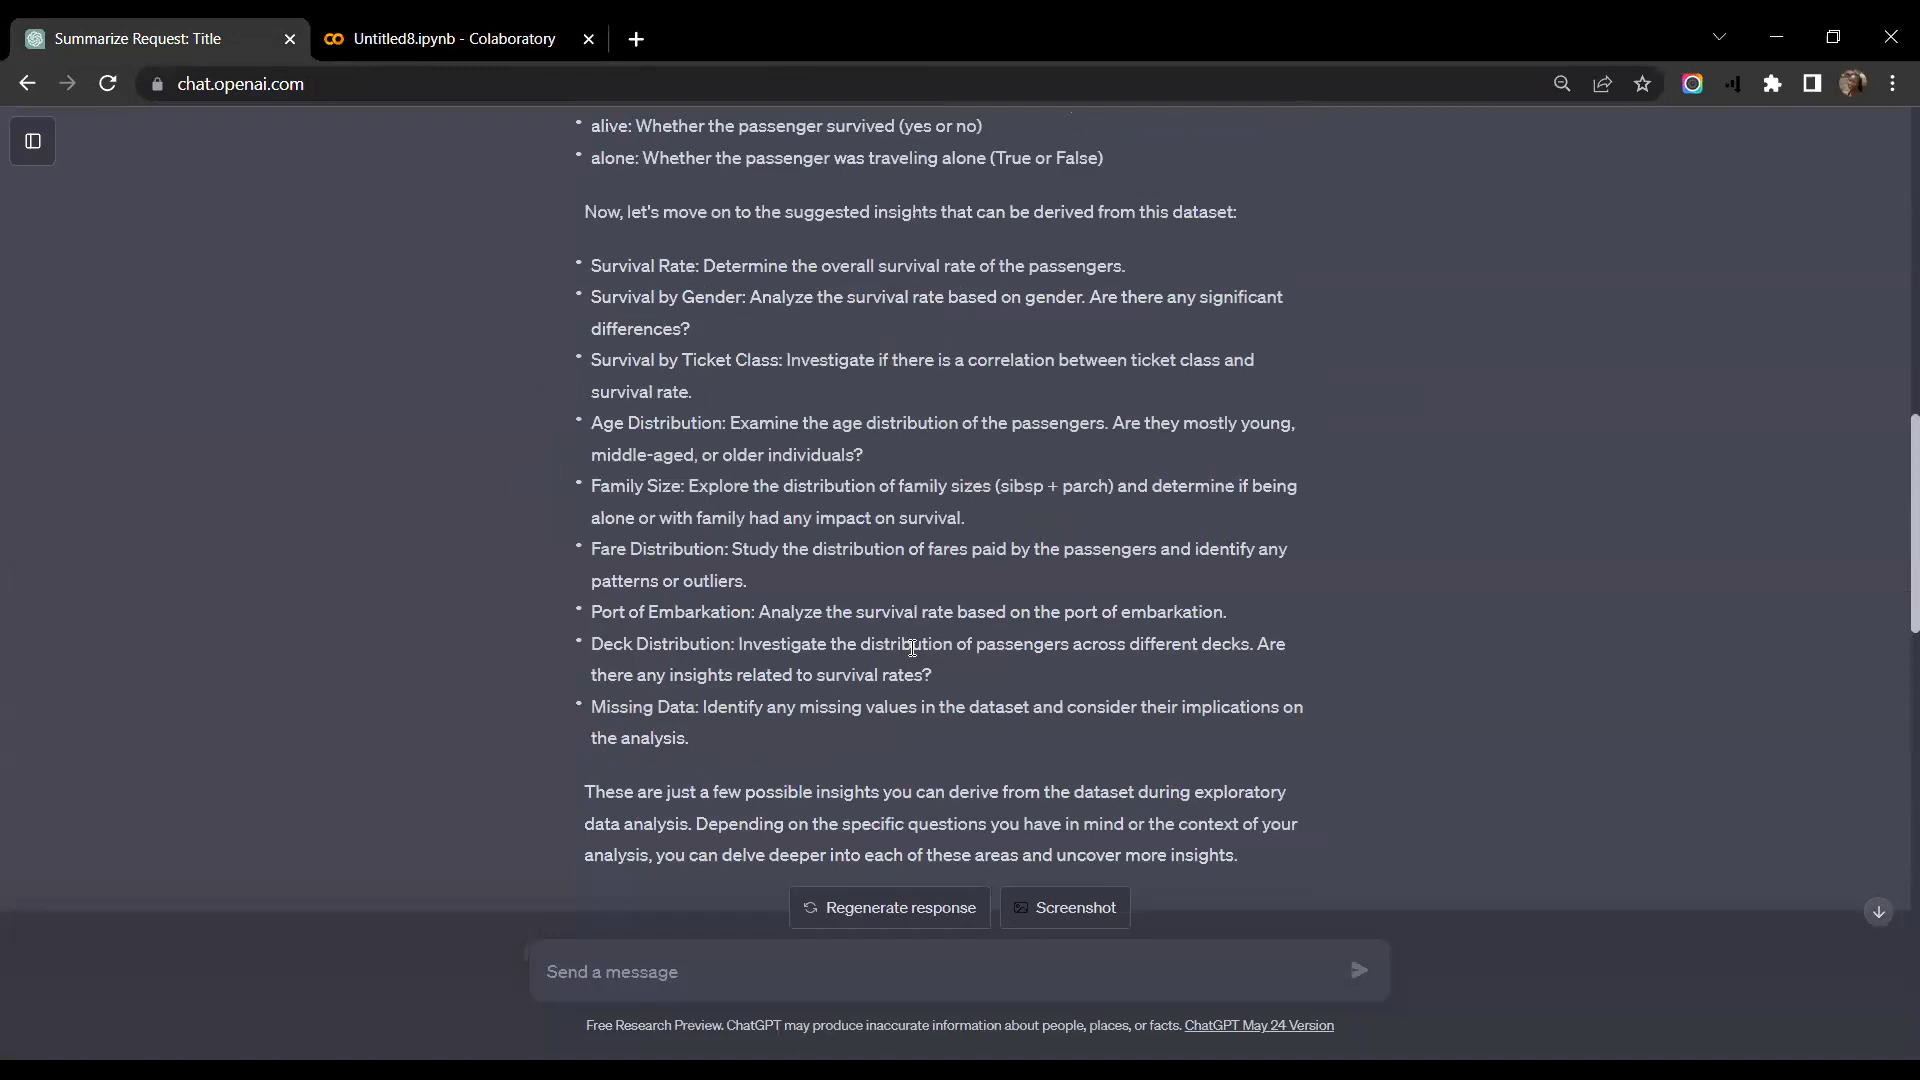 Summarize Request: Title
Untitled8.ipynb - Colaboratory
chat.openai.com
• alive: Whether the passenger survived (yes or no)
• alone: Whether the passenger was traveling alone (True or False)
Now, let's move on to the suggested insights that can be derived from this dataset:
• Survival Rate: Determine the overall survival rate of the passengers.
• Survival by Gender: Analyze the survival rate based on gender. Are there any significant
differences?
• Survival by Ticket Class: Investigate if there is a correlation between ticket class and
survival rate.
• Age Distribution: Examine the age distribution of the passengers. Are they mostly young,
middle-aged, or older individuals?
• Family Size: Explore the distribution of family sizes (sibsp + parch) and determine if being
alone or with family had any impact on survival.
• Fare Distribution: Study the distribution of fares paid by the passengers and identify any
patterns or outliers.
• Port of Embarkation: Analyze the survival rate based on the port of embarkation.
• Deck Distribution: Investigate the distribution of passengers across different decks. Are
there any insights related to survival rates?
• Missing Data: Identify any missing values in the dataset and consider their implications on
the analysis.
These are just a few possible insights you can derive from the dataset during exploratory
data analysis. Depending on the specific questions you have in mind or the context of your
analysis, you can delve deeper into each of these areas and uncover more insights.
Regenerate response
Screenshot
Send a message
Free Research Preview. ChatGPT may produce inaccurate information about people, places, or facts. ChatGPT May 24 Version